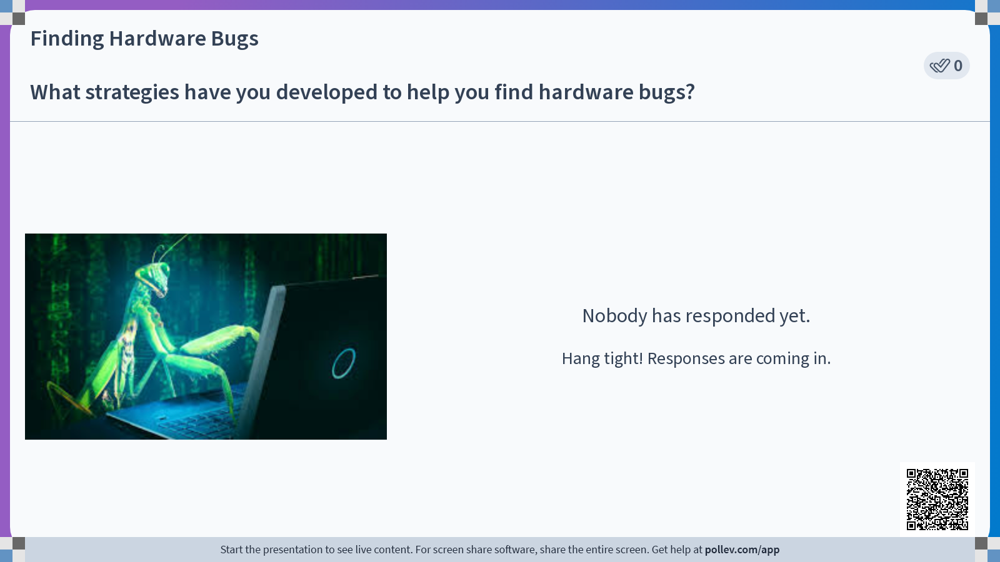 Finding Hardware Bugs
0
What strategies have you developed to help you find hardware bugs?
Nobody has responded yet.
Hang tight! Responses are coming in.
Start the presentation to see live content. For screen share software, share the entire screen. Get help at pollev.com/app